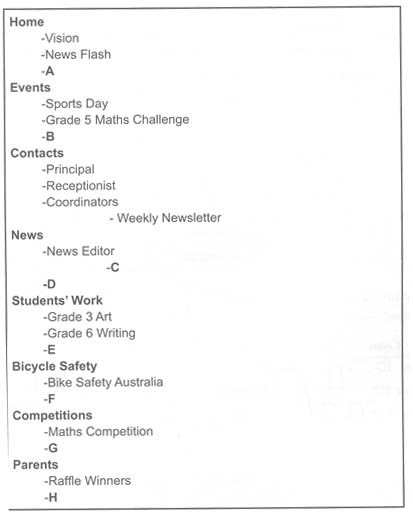 Home
-Vision
-News Flash
-A
Events
-Sports Day
-Grade 5 Maths Challenge
-B
Contacts
-Principal
-Receptionist
-Coordinators
- Weekly Newsletter
News
-News Editor
-C
-D
Students' Work
-Grade 3 Art
-Grade 6 Writing
-E
Bicycle Safety
-Bike Safety Australia
-F
Competitions
-Maths Competition
-G
Parents
-Raffle Winners
-H